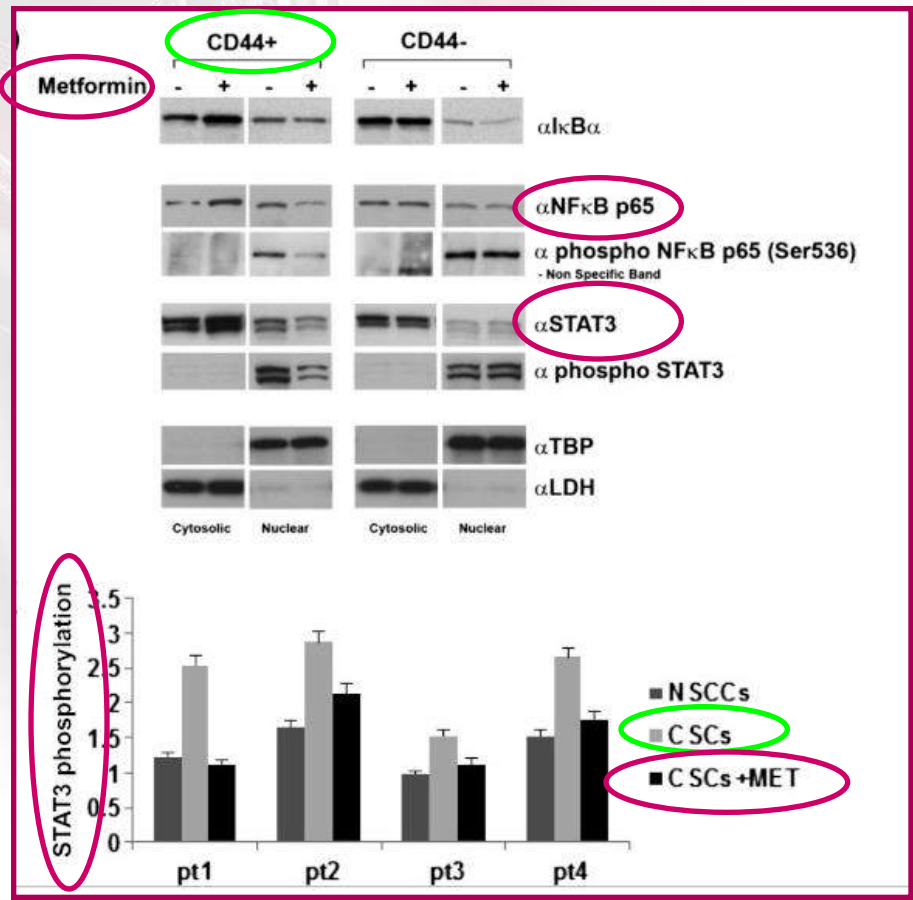 CD44+ CD44-
Metformin - + - + - + - +
αIκBα
αNFκB p65
α phospho NFκB p65 (Ser536)
- Non Specific Band
αSTAT3
α phospho STAT3
αTBP
αLDH
Cytosolic Nuclear Cytosolic Nuclear
STAT3 phosphorylation
3.5
3
2.5
2
1.5
1
0.5
0
pt1 pt2 pt3 pt4
NSCCs
CSCs
CSCs+MET